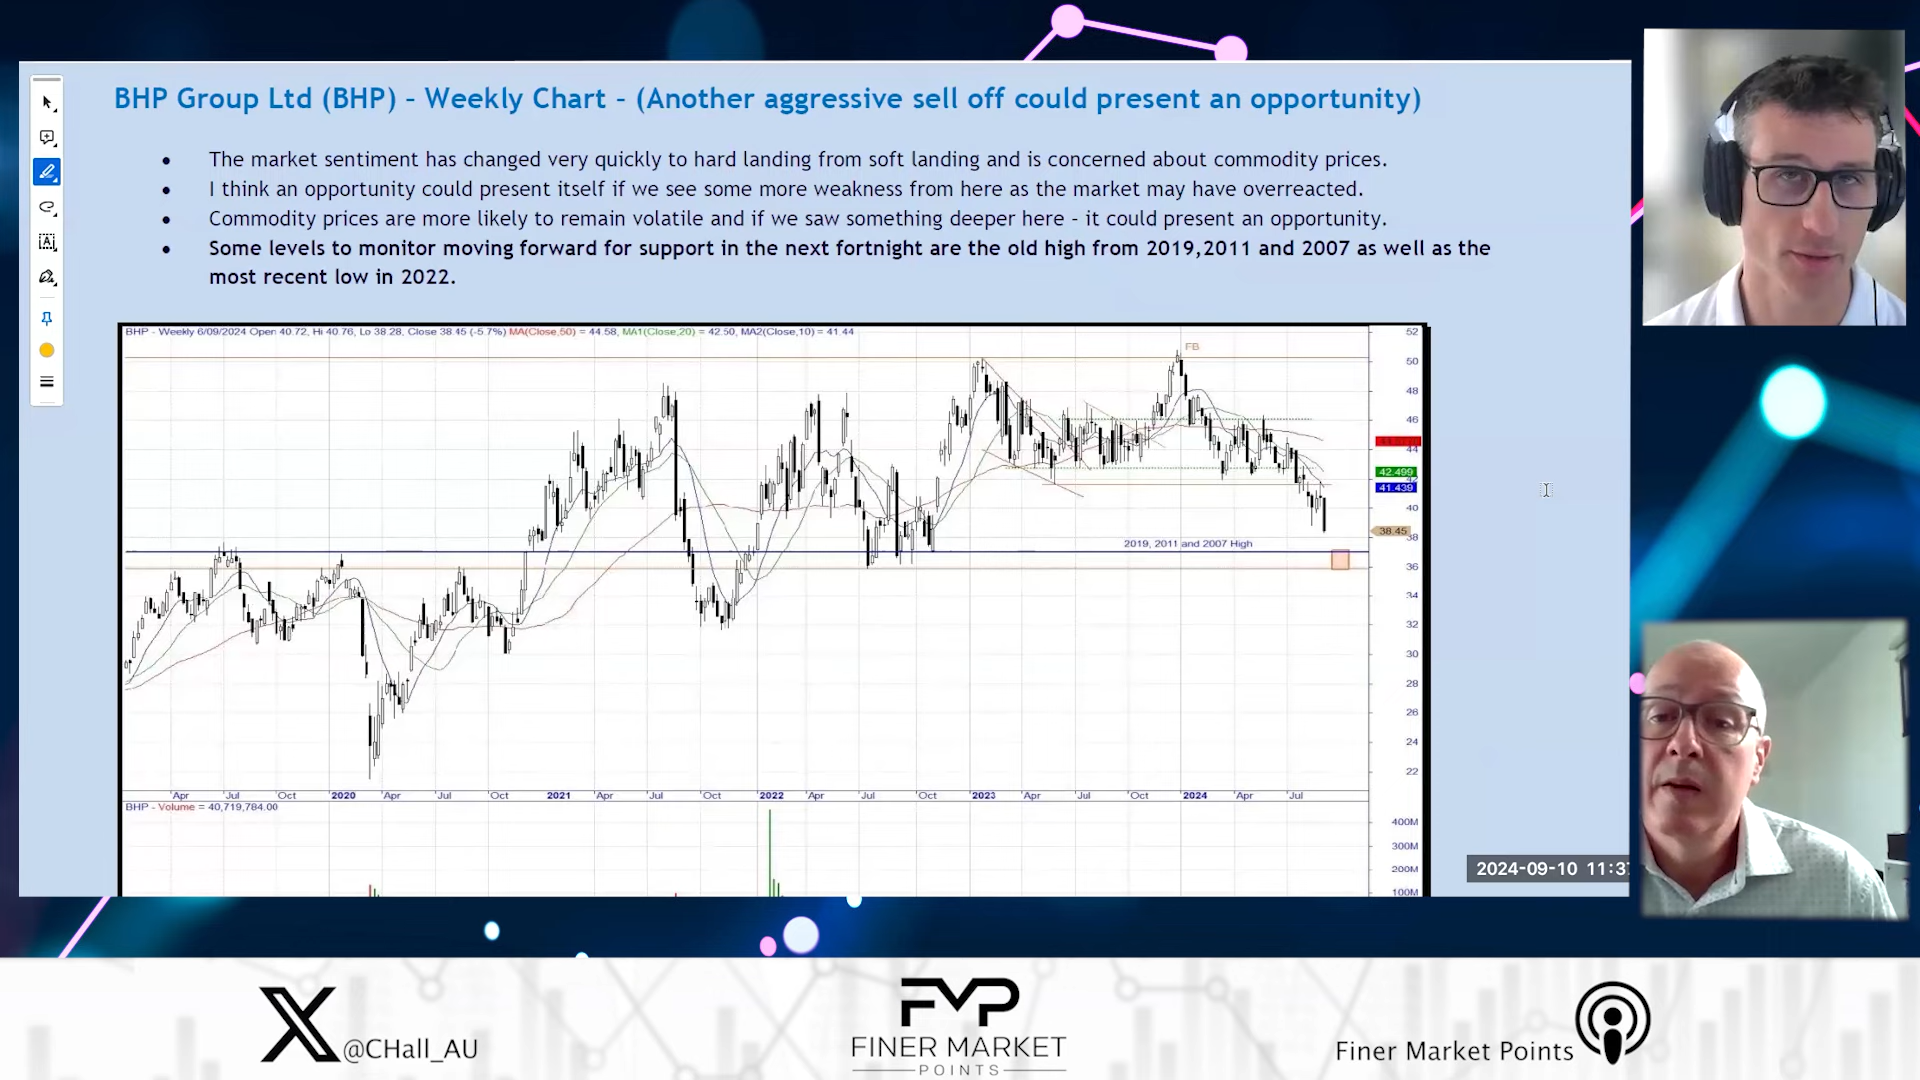 BHP Group Ltd (BHP) – Weekly Chart – (Another aggressive sell off could present an opportunity)
• The market sentiment has changed very quickly to hard landing from soft landing and is concerned about commodity prices.
• I think an opportunity could present itself if we see some more weakness from here as the market may have overreacted.
• Commodity prices are more likely to remain volatile and if we saw something deeper here – it could present an opportunity.
• Some levels to monitor moving forward for support in the next fortnight are the old high from 2019,2011 and 2007 as well as the
most recent low in 2022.
BHP - Weekly 6/09/2024 Open 40.72, Hi 40.76, Lo 38.28, Close 38.45 (-5.7%) MA(Close,50) = 44.58, MA1(Close,20) = 42.50, MA2(Close,10) = 41.44
FB
52
50
48
46
44
42.499
42
41.439
40
38.45
38
2019, 2011 and 2007 High
36
34
32
30
28
26
24
22
Apr Jul Oct 2020 Apr Jul Oct 2021 Apr Jul Oct 2022 Apr Jul Oct 2023 Apr Jul Oct 2024 Apr Jul
BHP - Volume = 40,719,784.00
400M
300M
200M
100M
2024-09-10 11:37
X @CHall_AU
FMP
FINER MARKET
POINTS
Finer Market Points